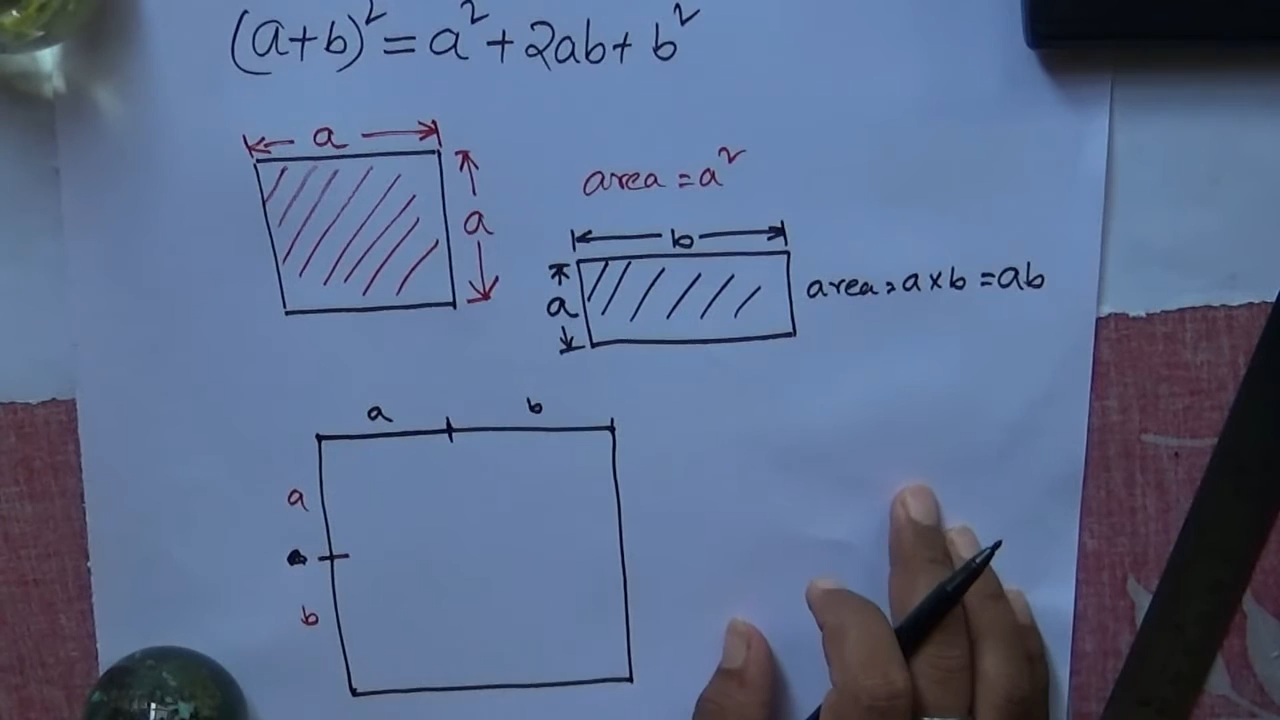 (a+b)² = a² + 2ab + b²
a
a
area = a²
b
a
area = a x b = ab
a
b
a
b